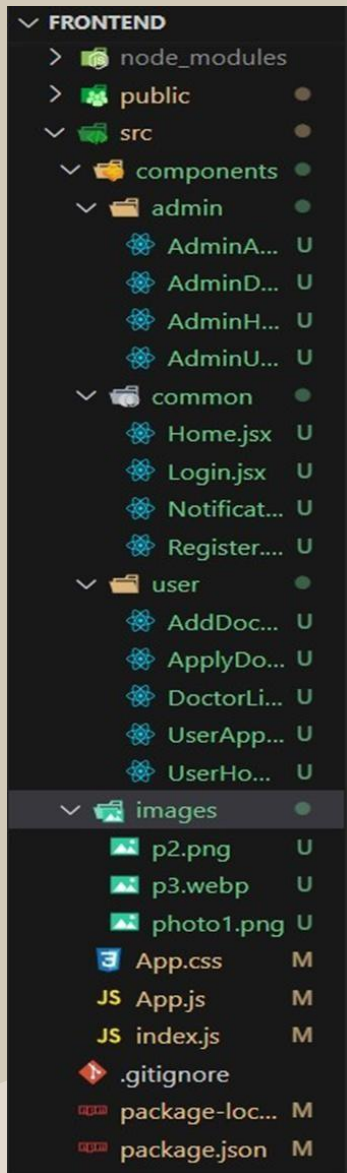 FRONTEND
node_modules
public
src
components
admin
AdminA... U
AdminD... U
AdminH... U
AdminU... U
common
Home.jsx U
Login.jsx U
Notificat... U
Register.... U
user
AddDoc... U
ApplyDo... U
DoctorLi... U
UserApp... U
UserHo... U
images
p2.png U
p3.webp U
photo1.png U
App.css M
JS App.js M
JS index.js M
.gitignore
npm package-loc... M
npm package.json M